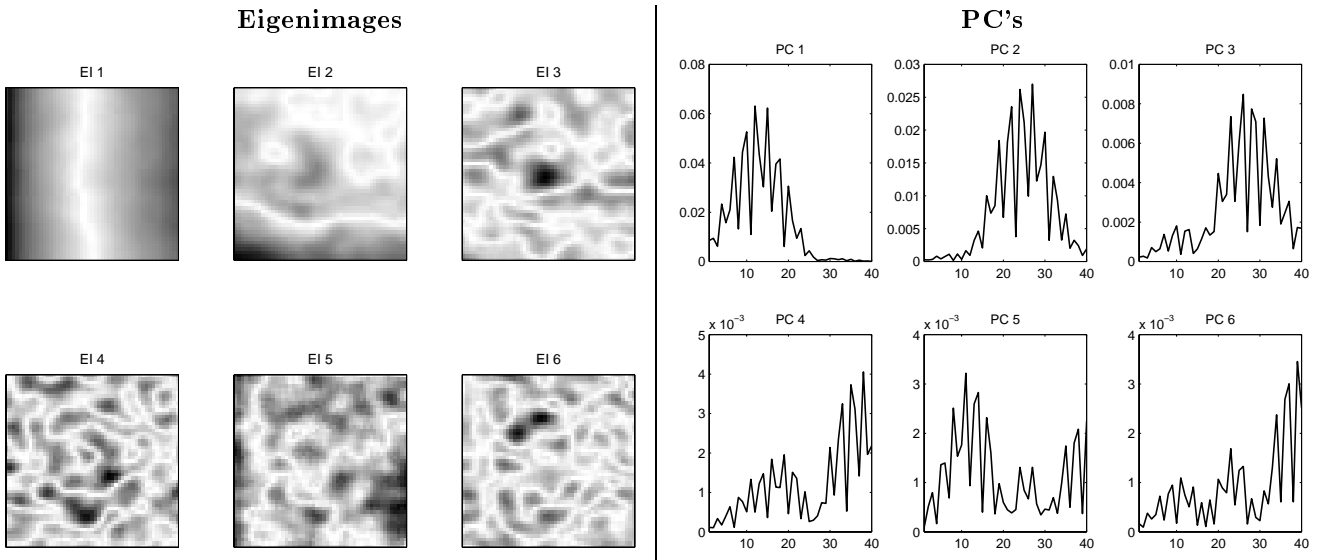 Eigenimages
PC's
EI 1
EI 2
EI 3
EI 4
EI 5
EI 6
PC 1
0.08
0.06
0.04
0.02
0
10 20 30 40
PC 2
0.03
0.025
0.02
0.015
0.01
0.005
0
10 20 30 40
PC 3
0.01
0.008
0.006
0.004
0.002
0
10 20 30 40
x 10⁻³
PC 4
5
4
3
2
1
0
10 20 30 40
x 10⁻³
PC 5
4
3
2
1
0
10 20 30 40
x 10⁻³
PC 6
4
3
2
1
0
10 20 30 40